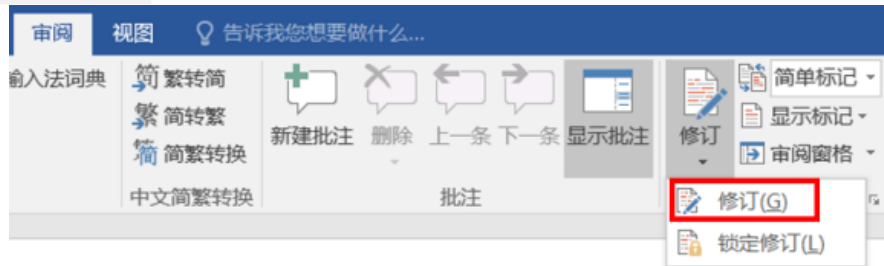 审阅 视图 告诉我您想要做什么...
输入法词典 繁转简 简单标记
简转繁 显示标记
新建批注 删除 上一条 下一条 显示批注 修订
简繁转换 审阅窗格
中文简繁转换 批注
修订(G)
锁定修订(L)